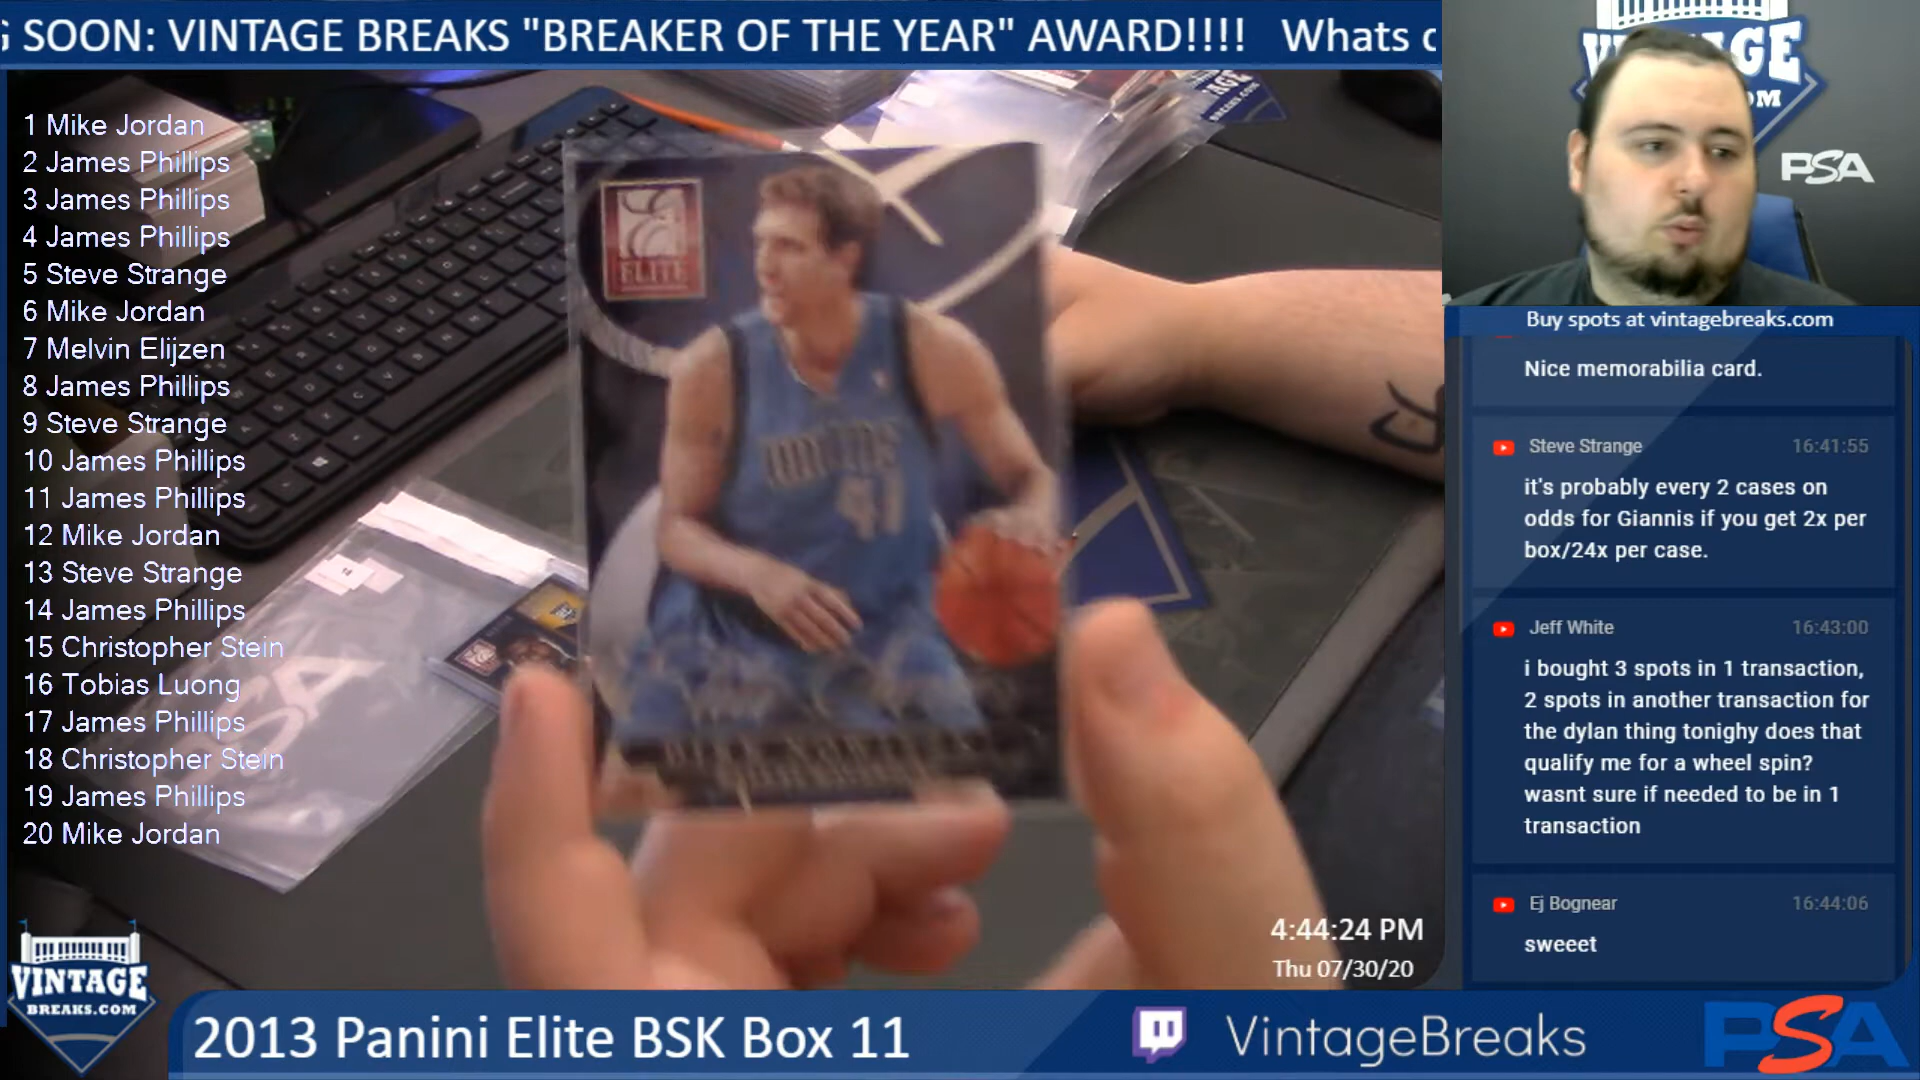 SOON: VINTAGE BREAKS "BREAKER OF THE YEAR" AWARD!!!! Whats
1 Mike Jordan
2 James Phillips
3 James Phillips
4 James Phillips
5 Steve Strange
6 Mike Jordan
7 Melvin Elijzen
8 James Phillips
9 Steve Strange
10 James Phillips
11 James Phillips
12 Mike Jordan
13 Steve Strange
14 James Phillips
15 Christopher Stein
16 Tobias Luong
17 James Phillips
18 Christopher Stein
19 James Phillips
20 Mike Jordan
ELITE
41
PSA
Buy spots at vintagebreaks.com
Nice memorabilia card.
Steve Strange 16:41:55
it's probably every 2 cases on
odds for Giannis if you get 2x per
box/24x per case.
Jeff White 16:43:00
i bought 3 spots in 1 transaction,
2 spots in another transaction for
the dylan thing tonighy does that
qualify me for a wheel spin?
wasnt sure if needed to be in 1
transaction
Ej Bognear 16:44:06
sweeet
4:44:24 PM
Thu 07/30/20
VINTAGE
BREAKS.COM
2013 Panini Elite BSK Box 11
VintageBreaks
PSA